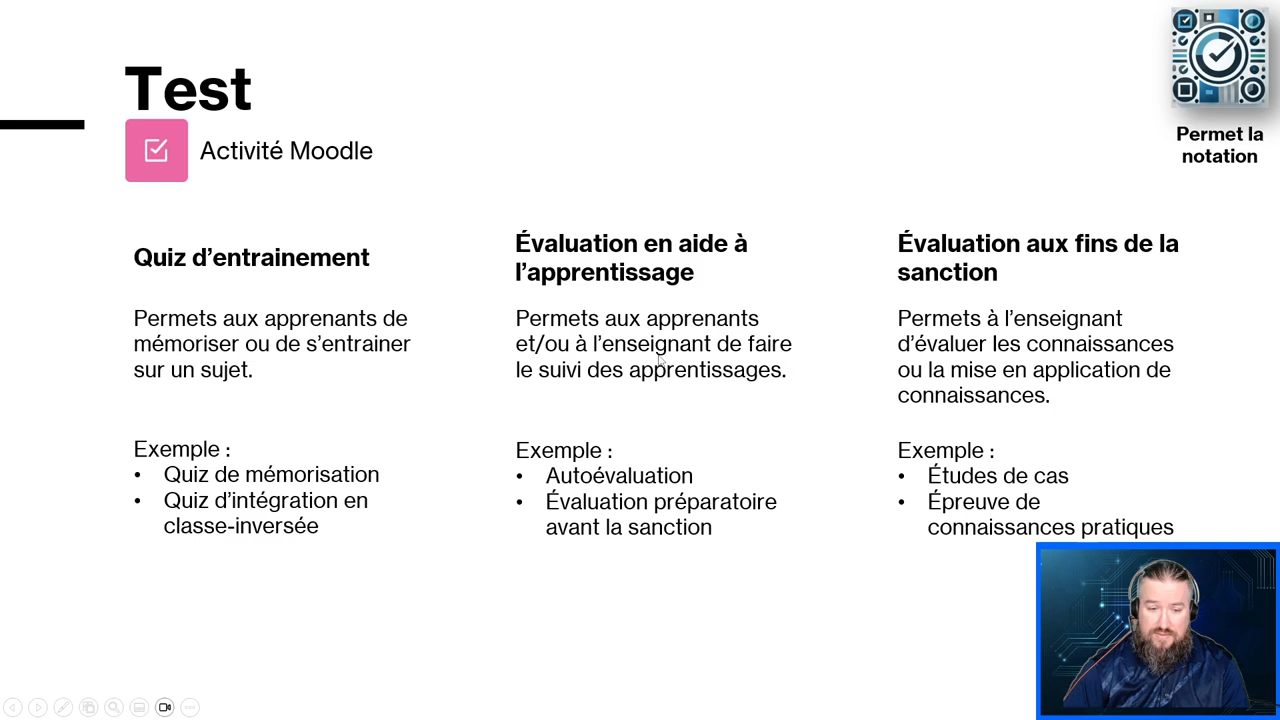 Test
Activité Moodle
Permet la
notation
Quiz d’entrainement
Permets aux apprenants de
mémoriser ou de s’entrainer
sur un sujet.
Exemple :
• Quiz de mémorisation
• Quiz d’intégration en
classe-inversée
Évaluation en aide à
l’apprentissage
Permets aux apprenants
et/ou à l’enseignant de faire
le suivi des apprentissages.
Exemple :
• Autoévaluation
• Évaluation préparatoire
avant la sanction
Évaluation aux fins de la
sanction
Permets à l’enseignant
d’évaluer les connaissances
ou la mise en application de
connaissances.
Exemple :
• Études de cas
• Épreuve de
connaissances pratiques